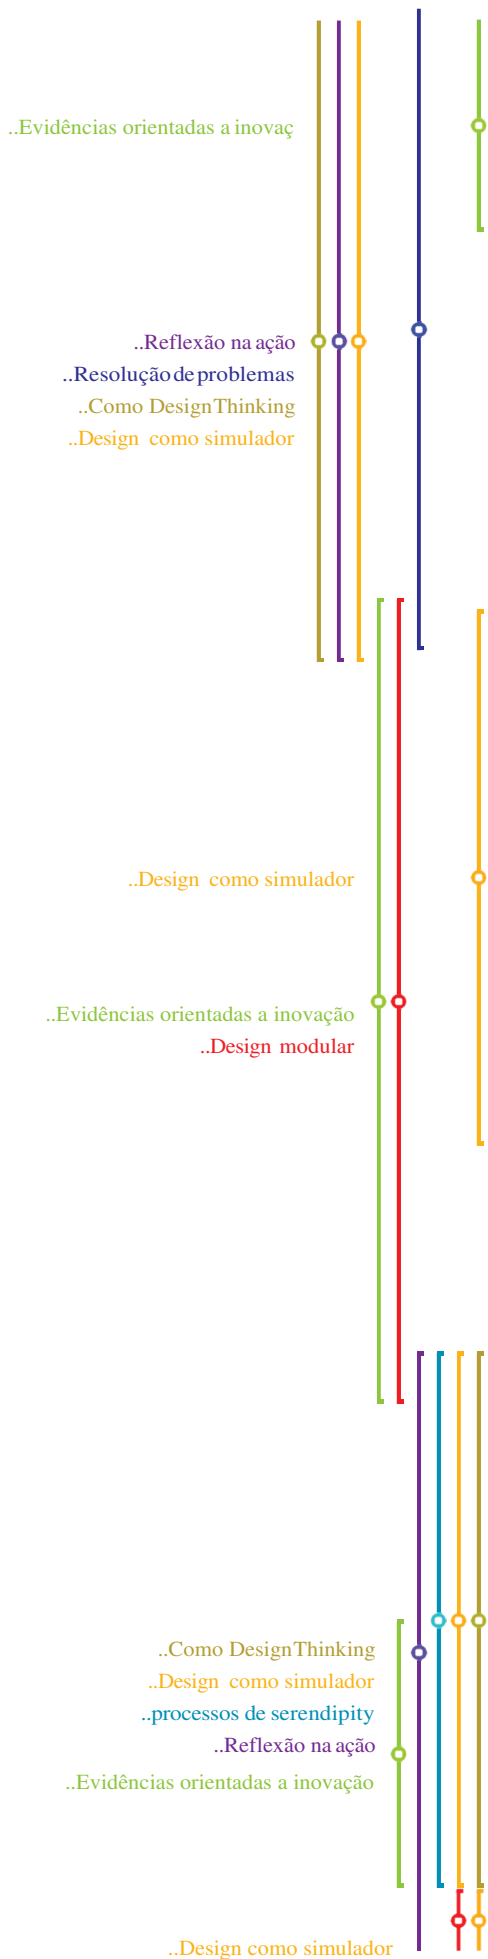 ..Evidências orientadas a inovaç
..Reflexão na ação
..Resolução de problemas
..Como Design Thinking
..Design como simulador
..Design como simulador
..Evidências orientadas a inovação
..Design modular
..Como Design Thinking
..Design como simulador
..processos de serendipity
..Reflexão na ação
..Evidências orientadas a inovação
..Design como simulador